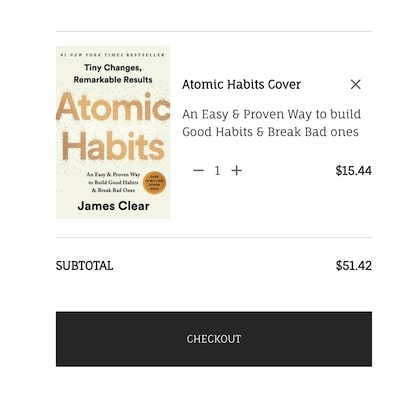 #1 NEW YORK TIMES BESTSELLER
Tiny Changes,
Remarkable Results
Atomic
Habits
An Easy & Proven Way
to Build Good Habits
& Break Bad Ones
James Clear
Atomic Habits Cover
An Easy & Proven Way to build
Good Habits & Break Bad ones
1
$15.44
SUBTOTAL
$51.42
CHECKOUT